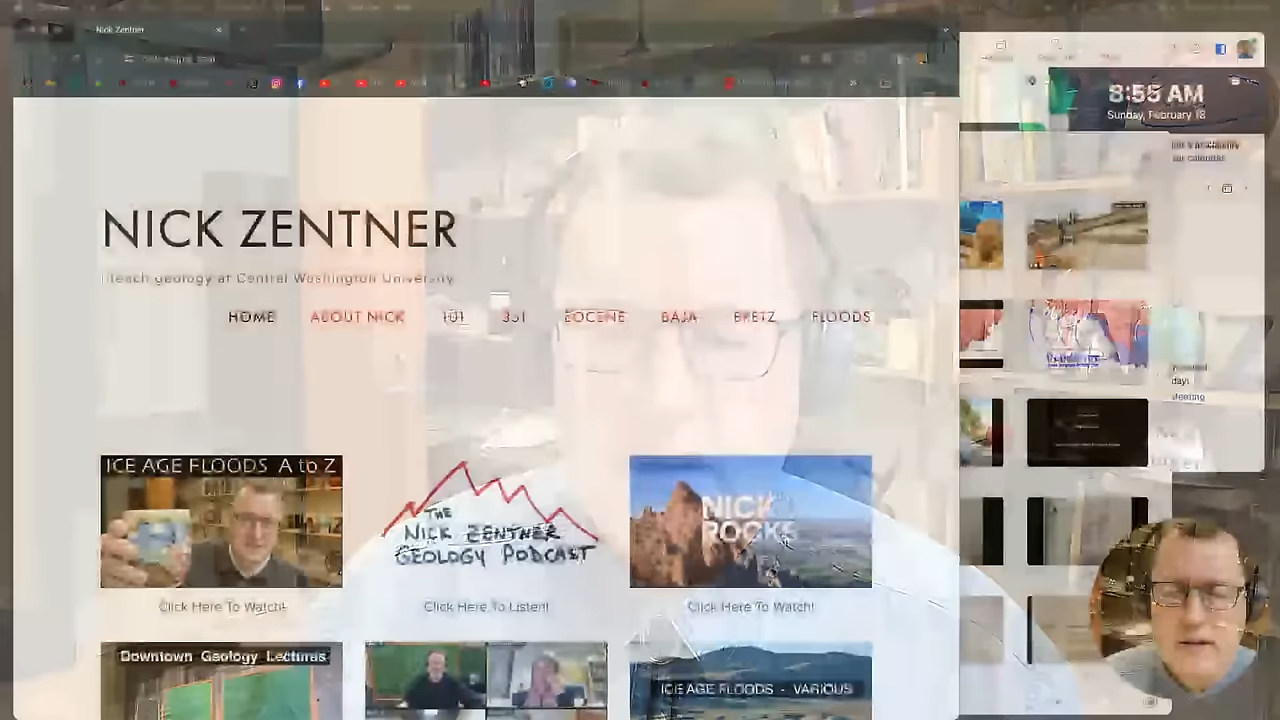 Nick Zentner
8:55 AM
Sunday, February 18
NICK ZENTNER
I teach geology at Central Washington University
HOME ABOUT NICK 101 351 EOCENE BAJA BRETZ FLOODS
ICE AGE FLOODS A to Z
THE
NICK ZENTNER
GEOLOGY PODCAST
NICK
ROCKS
Click Here To Watch!
Click Here To Listen!
Click Here To Watch!
Downtown Geology Lectures
ICE AGE FLOODS - VARIOUS